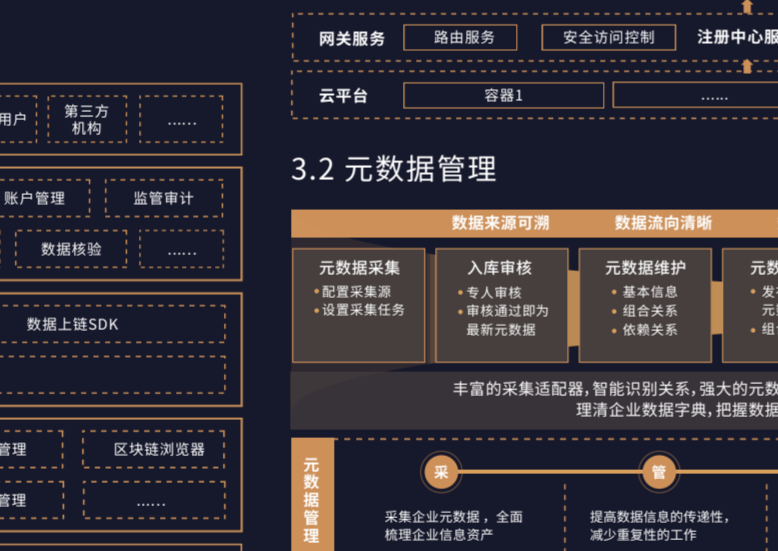 用户
第三方
机构
......
账户管理
监管审计
数据核验
......
数据上链SDK
管理
区块链浏览器
管理
......
网关服务
路由服务
安全访问控制
注册中心服
云平台
容器1
......
3.2 元数据管理
数据来源可溯
数据流向清晰
元数据采集
•配置采集源
•设置采集任务
入库审核
•专人审核
•审核通过即为
最新元数据
元数据维护
• 基本信息
• 组合关系
• 依赖关系
元数
• 发布
元数
• 组合
丰富的采集适配器,智能识别关系,强大的元数
理清企业数据字典,把握数据
元数据管理
采
采集企业元数据，全面
梳理企业信息资产
管
提高数据信息的传递性，
减少重复性的工作